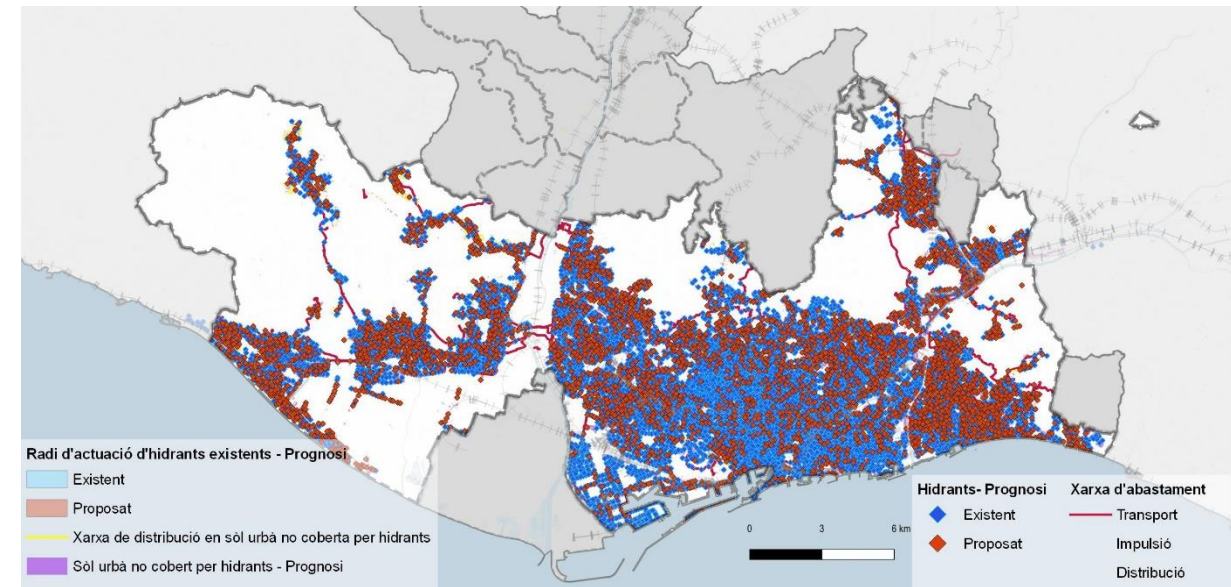 Radi d'actuació d'hidrants existents - Prognosi
Existent
Proposat
Xarxa de distribució en sòl urbà no coberta per hidrants
Sòl urbà no cobert per hidrants - Prognosi
0 3 6 km
Hidrants- Prognosi
Existent
Proposat
Xarxa d'abastament
Transport
Impulsió
Distribució